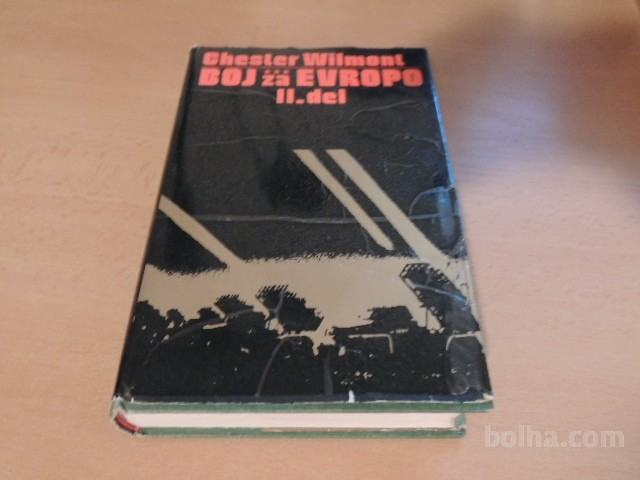 Chester Wilmont
BOJ za EVROPO
II.del
bolha.com